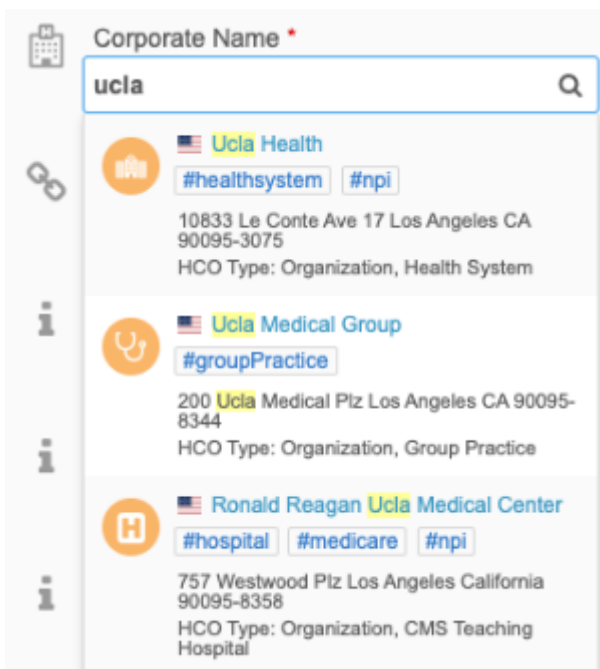 Corporate Name *
ucla
Ucla Health
#healthsystem #npi
10833 Le Conte Ave 17 Los Angeles CA
90095-3075
HCO Type: Organization, Health System
Ucla Medical Group
#groupPractice
200 Ucla Medical Plz Los Angeles CA 90095-
8344
HCO Type: Organization, Group Practice
Ronald Reagan Ucla Medical Center
#hospital #medicare #npi
757 Westwood Plz Los Angeles California
90095-8358
HCO Type: Organization, CMS Teaching
Hospital